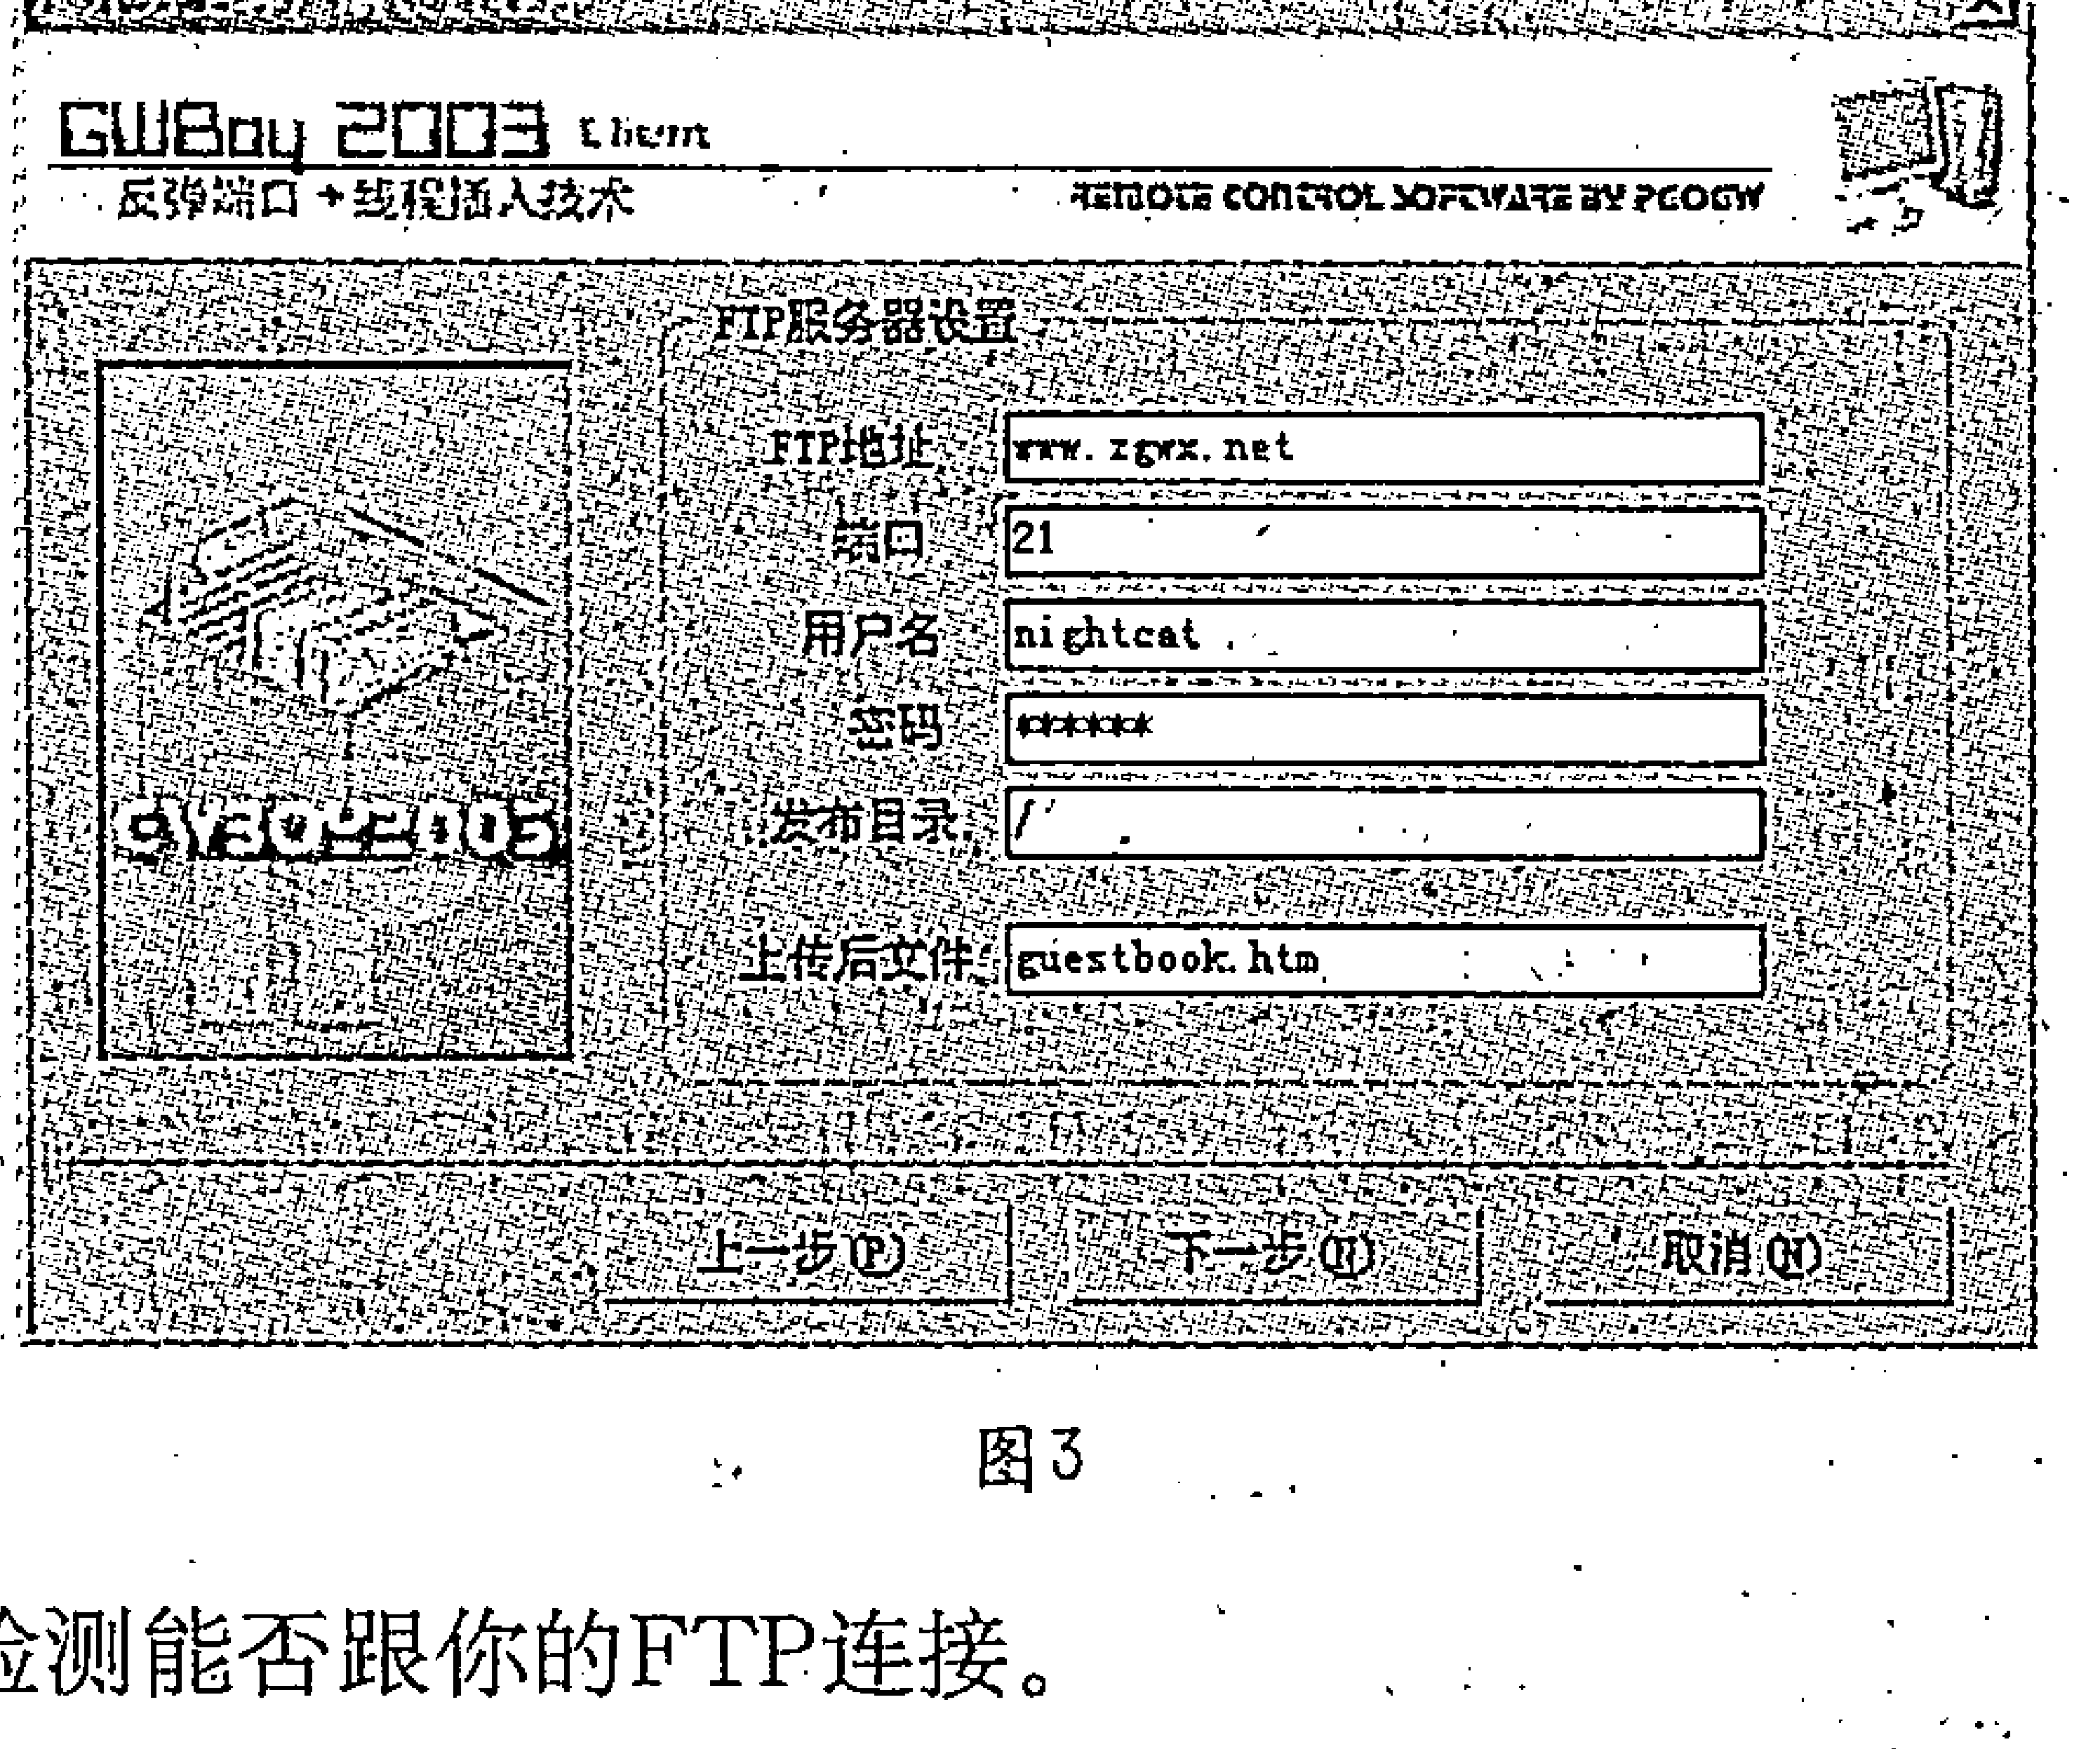 GWBoy 2003 Client
反弹端口+线程插入技术
REMOTE CONTROL SOFTWARE BY PCOGW
FTP服务器设置
FTP地址 www.zgwx.net
端口 21
用户名 nightcat
密码 ******
发布目录 /
上传后文件 guestbook.htm
上一步(P) 下一步(N) 取消(N)
图3
检测能否跟你的FTP连接。